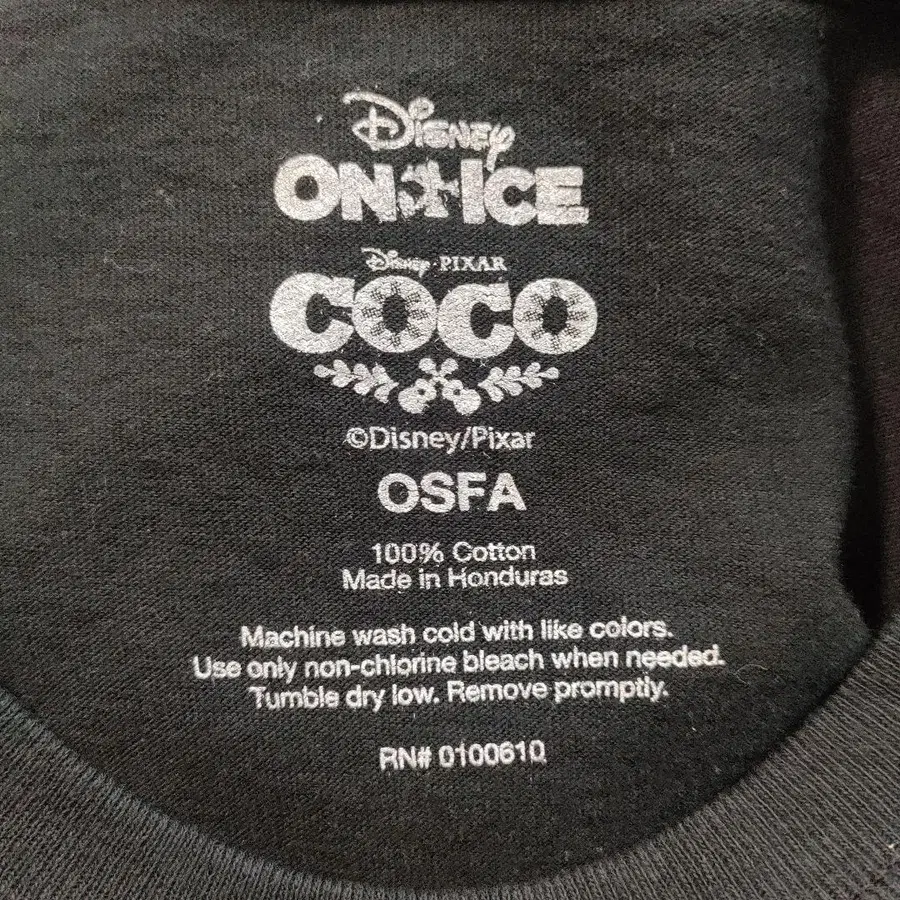 Disney
ON ICE
Disney · PIXAR
COCO
©Disney/Pixar
OSFA
100% Cotton
Made in Honduras
Machine wash cold with like colors.
Use only non-chlorine bleach when needed.
Tumble dry low. Remove promptly.
RN# 0100610